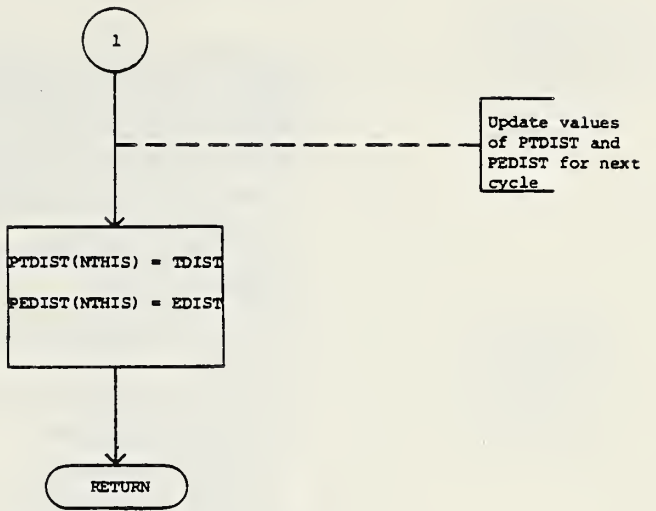 1
Update values
of PTDIST and
PEDIST for next
cycle
PTDIST(NTHIS) = TDIST
PEDIST(NTHIS) = EDIST
RETURN